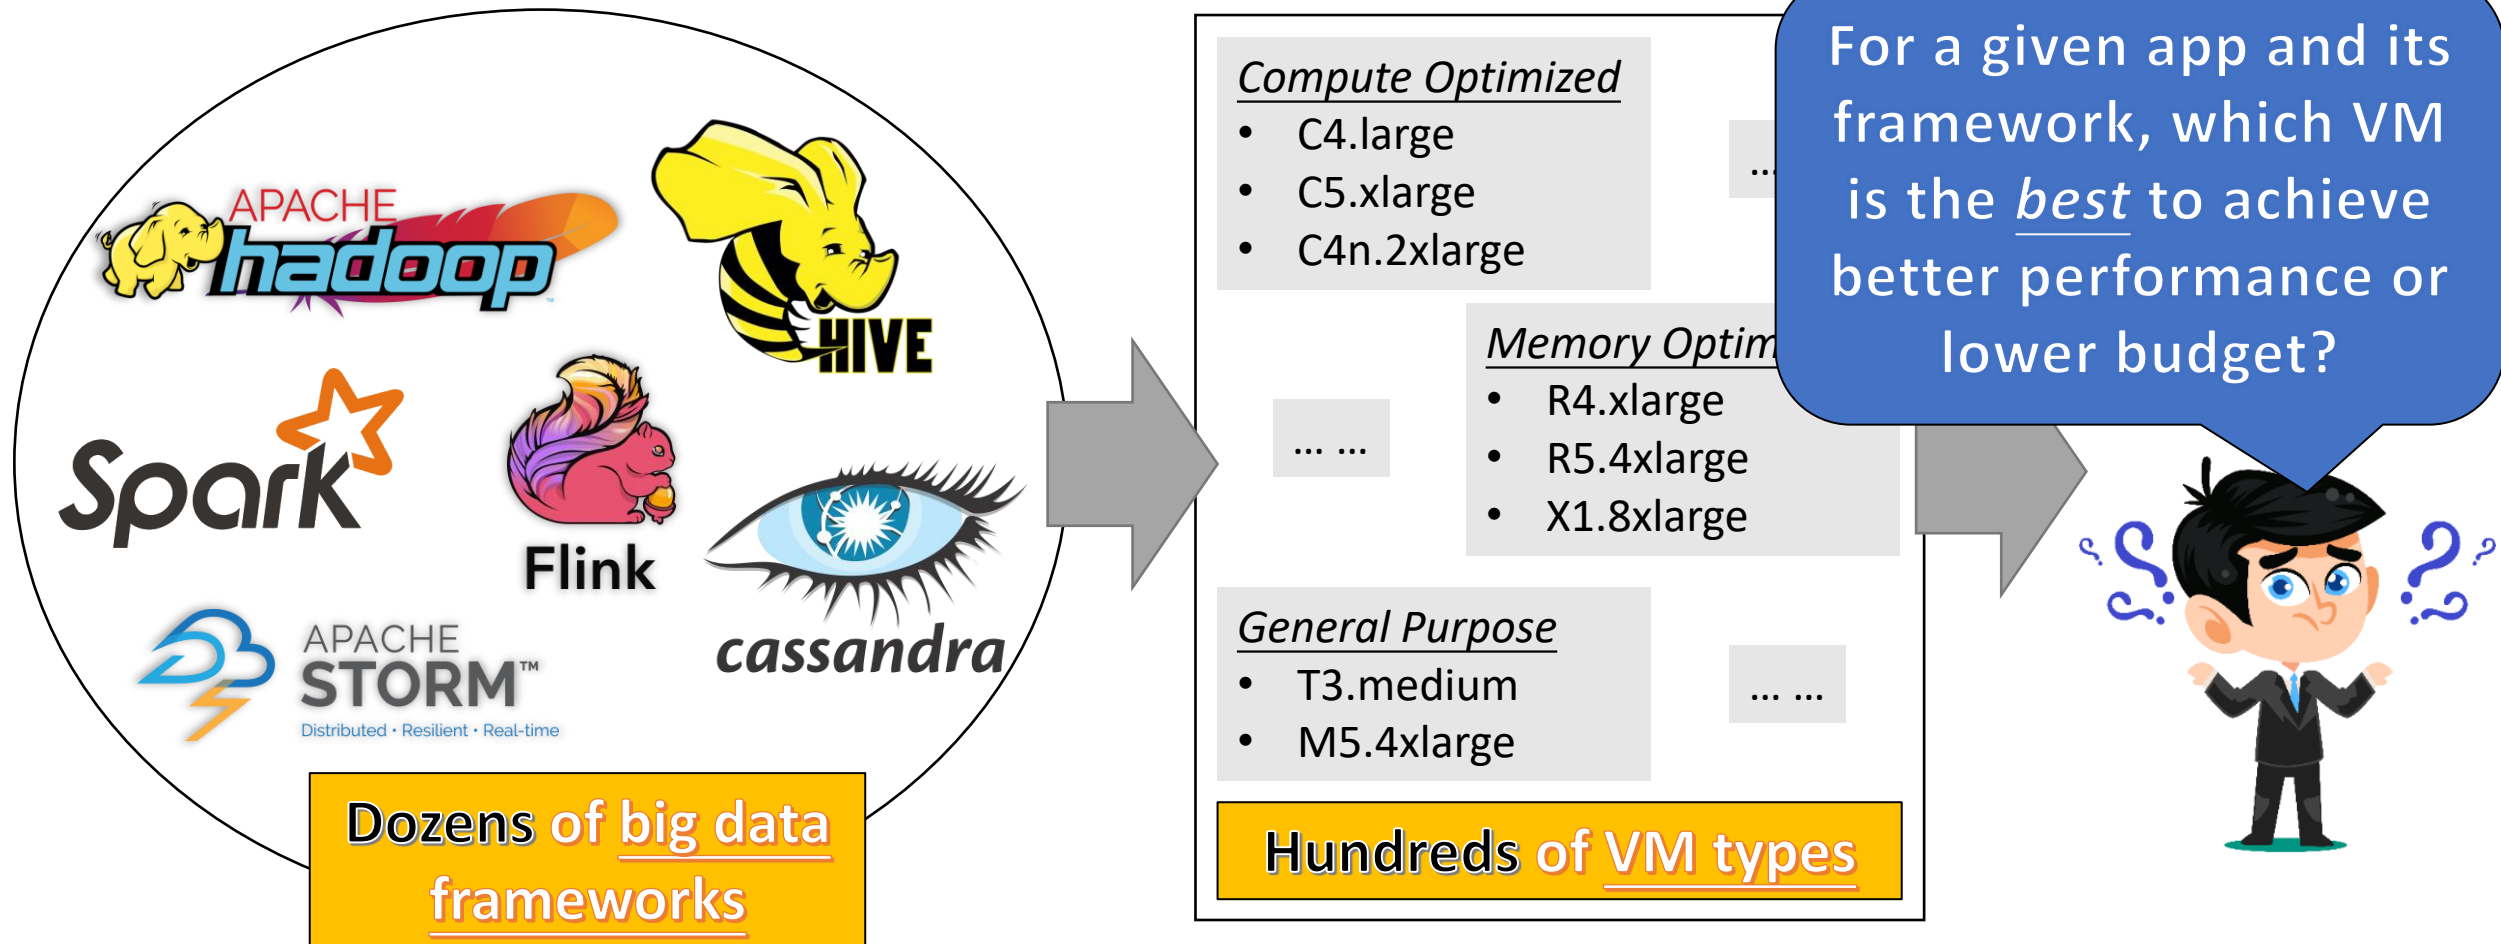 APACHE
hadoop
HIVE
Spark
Flink
cassandra
APACHE
STORM™
Distributed • Resilient • Real-time
Dozens of big data
frameworks
Compute Optimized
• C4.large
• C5.xlarge
• C4n.2xlarge
...
Memory Optim
• R4.xlarge
• R5.4xlarge
• X1.8xlarge
... ...
General Purpose
• T3.medium
• M5.4xlarge
... ...
Hundreds of VM types
For a given app and its
framework, which VM
is the best to achieve
better performance or
lower budget?
? ? ? ?